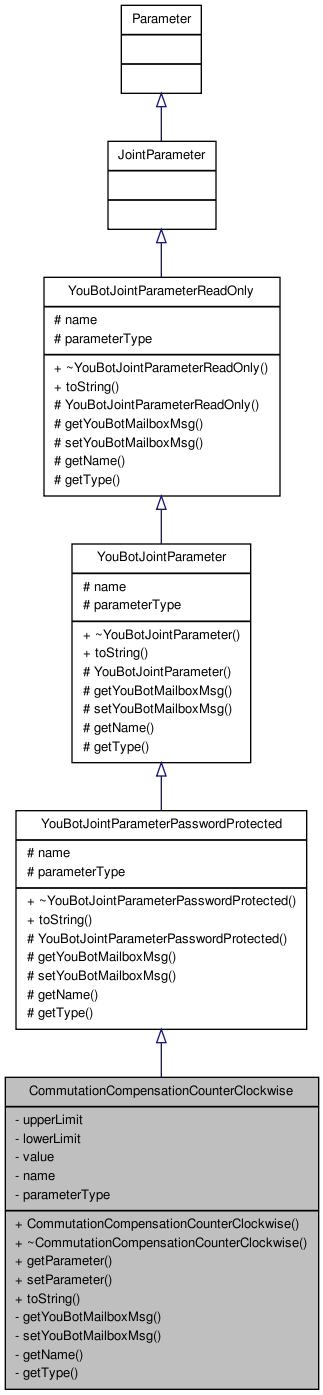 Parameter
JointParameter
YouBotJointParameterReadOnly
# name
# parameterType
+ ~YouBotJointParameterReadOnly()
+ toString()
# YouBotJointParameterReadOnly()
# getYouBotMailboxMsg()
# setYouBotMailboxMsg()
# getName()
# getType()
YouBotJointParameter
# name
# parameterType
+ ~YouBotJointParameter()
+ toString()
# YouBotJointParameter()
# getYouBotMailboxMsg()
# setYouBotMailboxMsg()
# getName()
# getType()
YouBotJointParameterPasswordProtected
# name
# parameterType
+ ~YouBotJointParameterPasswordProtected()
+ toString()
# YouBotJointParameterPasswordProtected()
# getYouBotMailboxMsg()
# setYouBotMailboxMsg()
# getName()
# getType()
CommutationCompensationCounterClockwise
- upperLimit
- lowerLimit
- value
- name
- parameterType
+ CommutationCompensationCounterClockwise()
+ ~CommutationCompensationCounterClockwise()
+ getParameter()
+ setParameter()
+ toString()
- getYouBotMailboxMsg()
- setYouBotMailboxMsg()
- getName()
- getType()